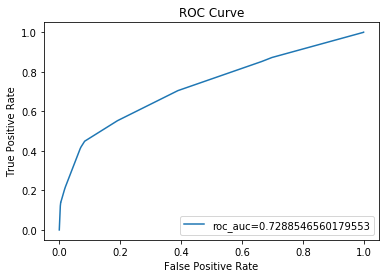 ROC Curve
True Positive Rate
1.0
0.8
0.6
0.4
0.2
0.0
roc_auc=0.7288546560179553
0.0 0.2 0.4 0.6 0.8 1.0
False Positive Rate